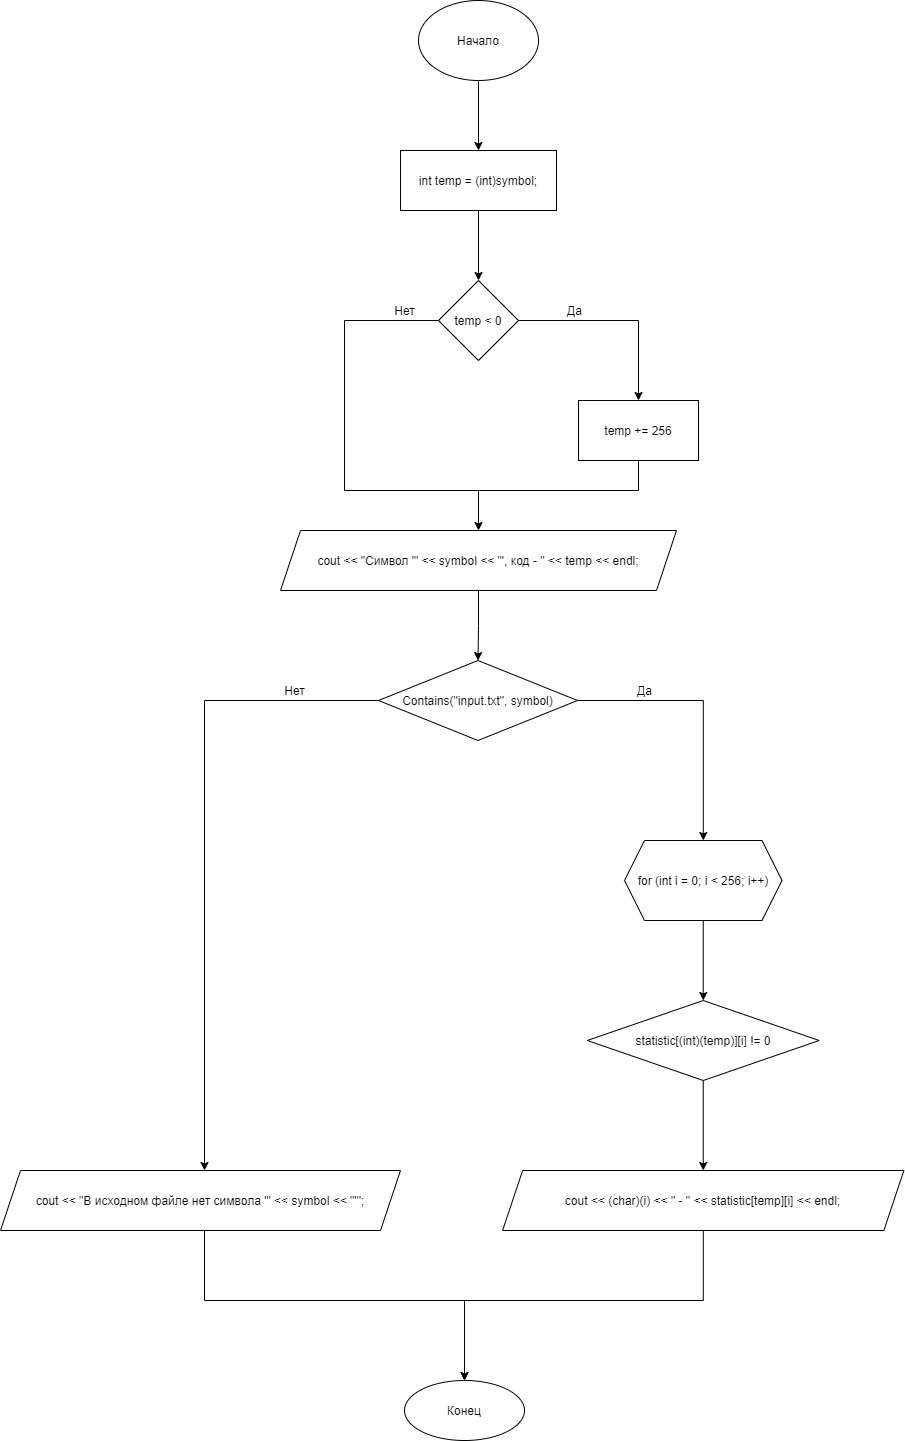 Начало
int temp = (int)symbol;
Нет
Да
temp < 0
temp += 256
cout << "Символ '" << symbol << "', код - " << temp << endl;
Нет
Да
Contains("input.txt", symbol)
for (int i = 0; i < 256; i++)
statistic[(int)(temp)][i] != 0
cout << "В исходном файле нет символа '" << symbol << "'";
cout << (char)(i) << " - " << statistic[temp][i] << endl;
Конец